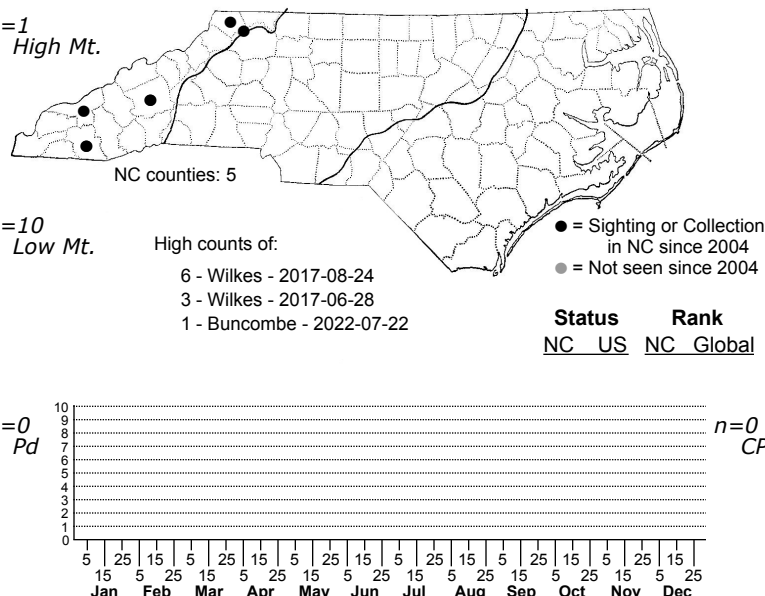 =1
High Mt.
NC counties: 5
=10
Low Mt.
High counts of:
6 - Wilkes - 2017-08-24
3 - Wilkes - 2017-06-28
1 - Buncombe - 2022-07-22
= Sighting or Collection
in NC since 2004
= Not seen since 2004
Status Rank
NC US NC Global
=0
Pd
n=0
CP
10
9
8
7
6
5
4
3
2
1
0
5 25 15 5 25 15 5 25 15 5 25 15 5 25 15 5 25 15
15 5 25 15 5 25 15 5 25 15 5 25 15 5 25 15 5 25
Jan Feb Mar Apr May Jun Jul Aug Sep Oct Nov Dec